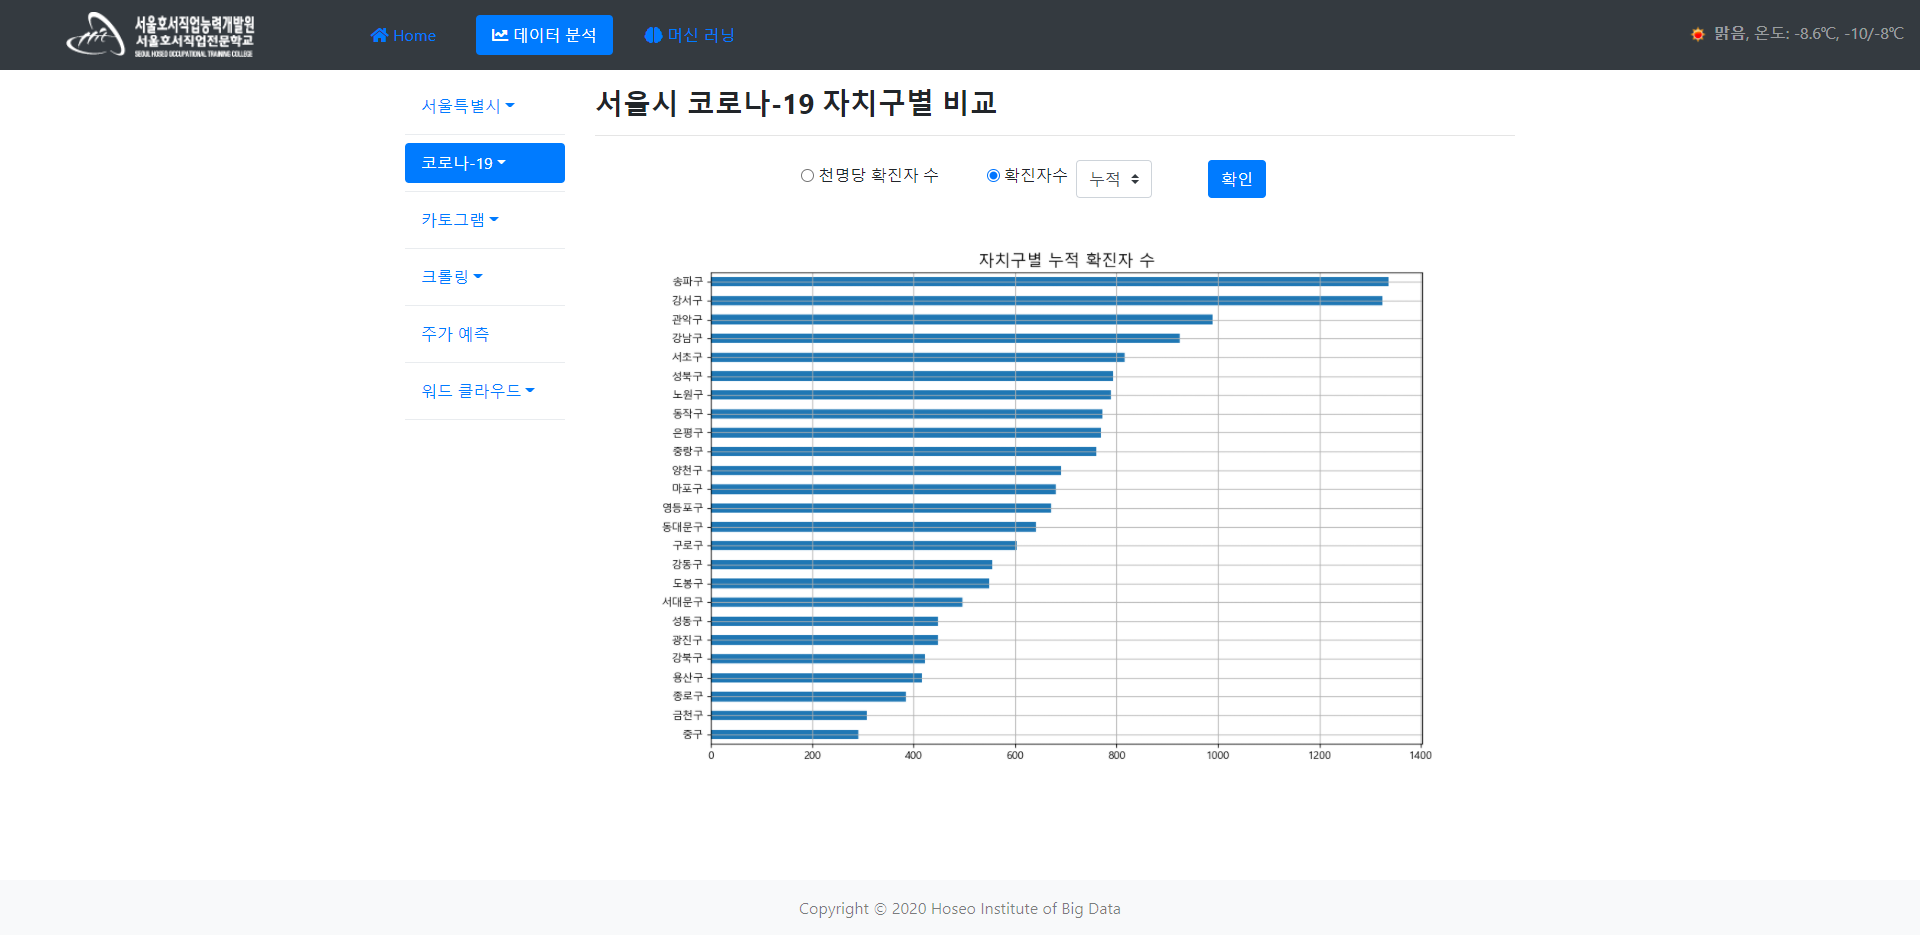 서울호서직업능력개발원
서울호서직업전문학교
SEOUL HOSEO OCCUPATIONAL TRAINING COLLEGE
Home
데이터 분석
머신 러닝
맑음, 온도: -8.6℃, -10/-8℃
서울특별시
코로나-19
카토그램
크롤링
주가 예측
워드 클라우드
서울시 코로나-19 자치구별 비교
천명당 확진자 수
확진자수
누적
확인
자치구별 누적 확진자 수
송파구
강서구
관악구
강남구
서초구
성북구
노원구
동작구
은평구
중랑구
양천구
마포구
영등포구
동대문구
구로구
강동구
도봉구
서대문구
성동구
광진구
강북구
용산구
종로구
금천구
중구
0 200 400 600 800 1000 1200 1400
Copyright © 2020 Hoseo Institute of Big Data